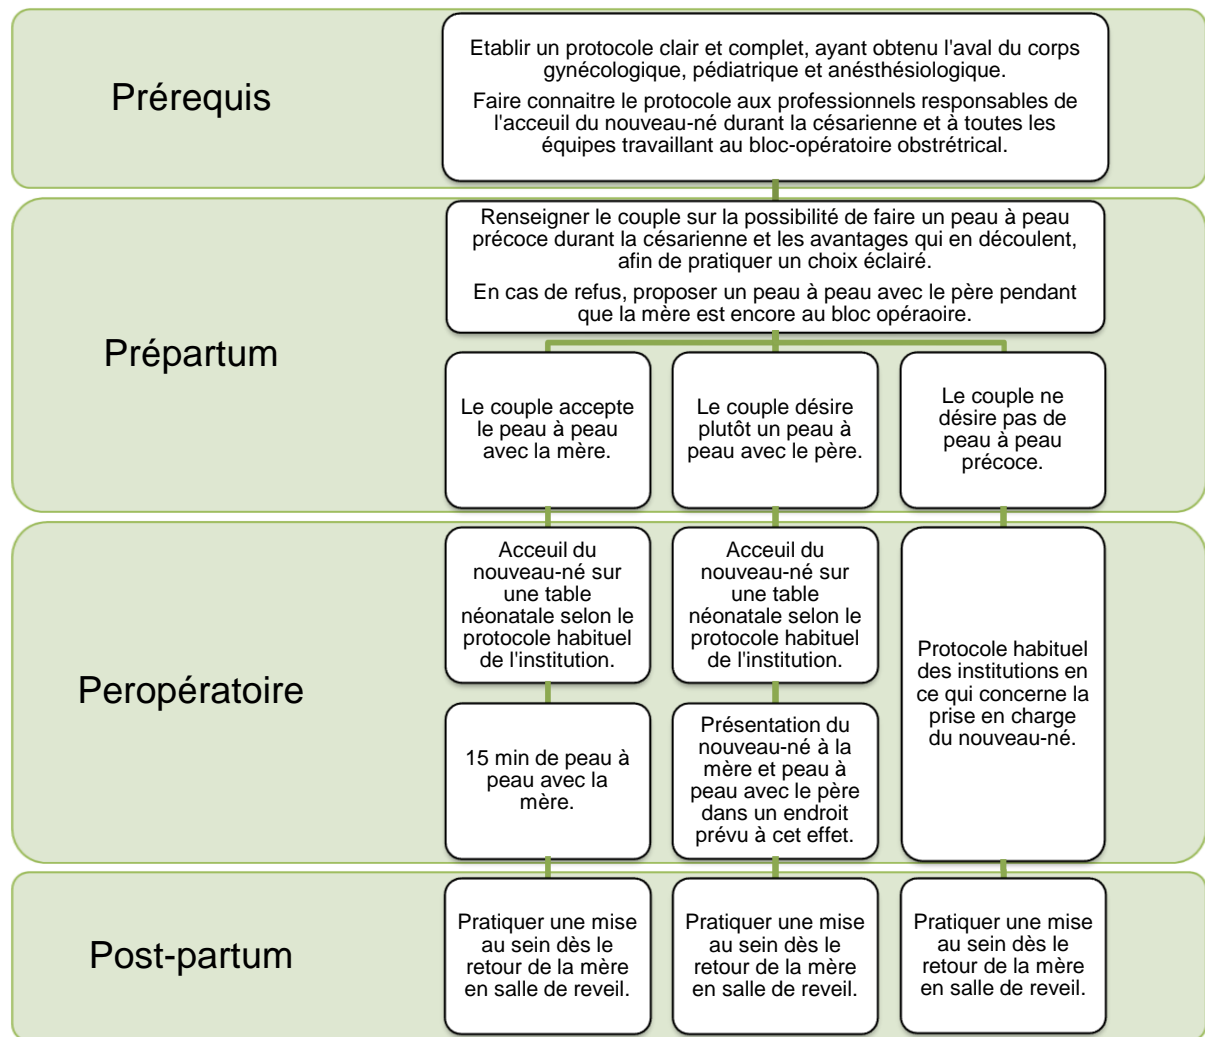 Prérequis
Etablir un protocole clair et complet, ayant obtenu l'aval du corps
gynécologique, pédiatrique et anésthésiologique.
Faire connaitre le protocole aux professionnels responsables de
l'acceuil du nouveau-né durant la césarienne et à toutes les
équipes travaillant au bloc-opératoire obstrétrical.
Prépartum
Renseigner le couple sur la possibilité de faire un peau à peau
précoce durant la césarienne et les avantages qui en découlent,
afin de pratiquer un choix éclairé.
En cas de refus, proposer un peau à peau avec le père pendant
que la mère est encore au bloc opéraoire.
Le couple accepte
le peau à peau
avec la mère.
Le couple désire
plutôt un peau à
peau avec le père.
Le couple ne
désire pas de
peau à peau
précoce.
Peropératoire
Acceuil du
nouveau-né sur
une table
néonatale selon le
protocole habituel
de l'institution.
Acceuil du
nouveau-né sur
une table
néonatale selon le
protocole habituel
de l'institution.
Protocole habituel
des institutions en
ce qui concerne la
prise en charge
du nouveau-né.
15 min de peau à
peau avec la
mère.
Présentation du
nouveau-né à la
mère et peau à
peau avec le père
dans un endroit
prévu à cet effet.
Post-partum
Pratiquer une mise
au sein dès le
retour de la mère
en salle de reveil.
Pratiquer une mise
au sein dès le
retour de la mère
en salle de reveil.
Pratiquer une mise
au sein dès le
retour de la mère
en salle de reveil.